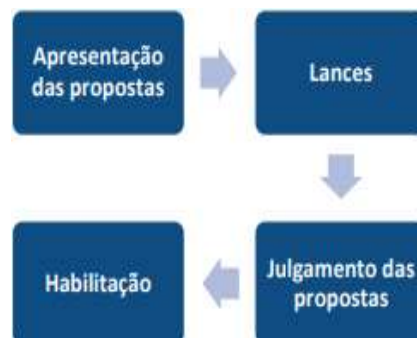 Apresentação
das propostas
Lances
Julgamento das
propostas
Habilitação